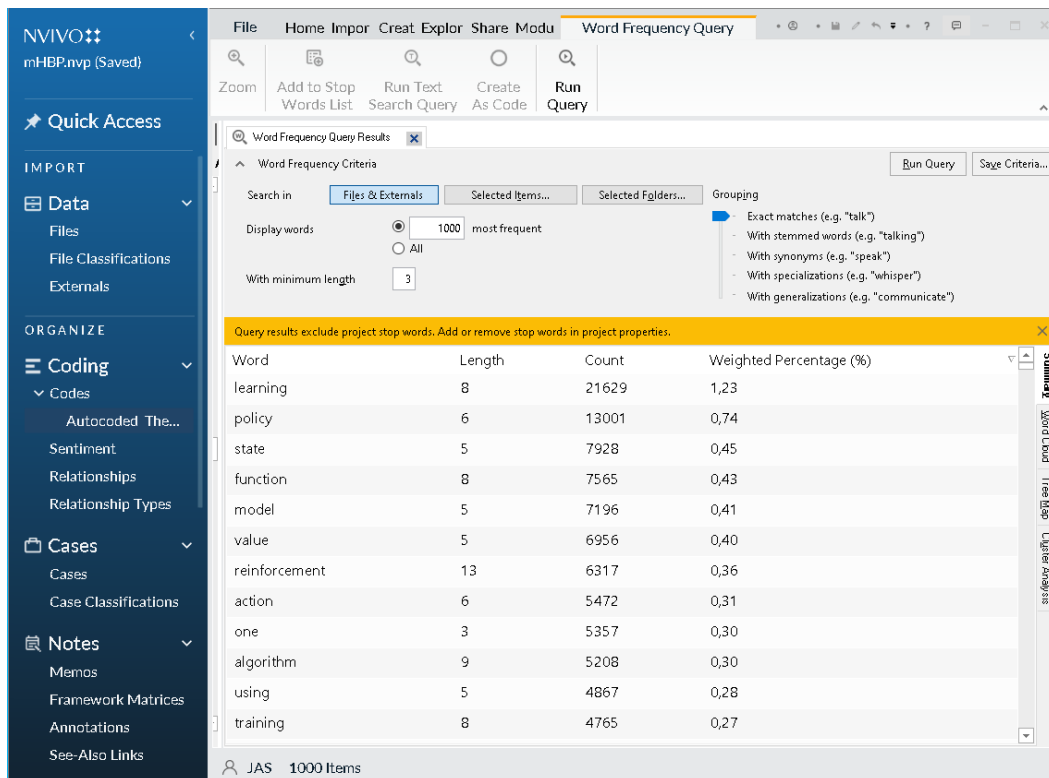 NVIVO
mHBP.nvp (Saved)
Quick Access
IMPORT
Data
Files
File Classifications
Externals
ORGANIZE
Coding
Codes
Autocoded The...
Sentiment
Relationships
Relationship Types
Cases
Cases
Case Classifications
Notes
Memos
Framework Matrices
Annotations
See-Also Links
File Home Impor Creat Explor Share Modu Word Frequency Query ?
Zoom
Add to Stop Words List
Run Text Search Query
Create As Code
Run Query
Word Frequency Query Results
Word Frequency Criteria Run Query Save Criteria...
Search in Files & Externals Selected Items... Selected Folders... Grouping
Display words 1000 most frequent
All
With minimum length 3
Exact matches (e.g. "talk")
With stemmed words (e.g. "talking")
With synonyms (e.g. "speak")
With specializations (e.g. "whisper")
With generalizations (e.g. "communicate")
Query results exclude project stop words. Add or remove stop words in project properties.
Word Length Count Weighted Percentage (%)
learning 8 21629 1,23
policy 6 13001 0,74
state 5 7928 0,45
function 8 7565 0,43
model 5 7196 0,41
value 5 6956 0,40
reinforcement 13 6317 0,36
action 6 5472 0,31
one 3 5357 0,30
algorithm 9 5208 0,30
using 5 4867 0,28
training 8 4765 0,27
Summary
Word Cloud
Tree Map
Cluster Analysis
JAS 1000 Items